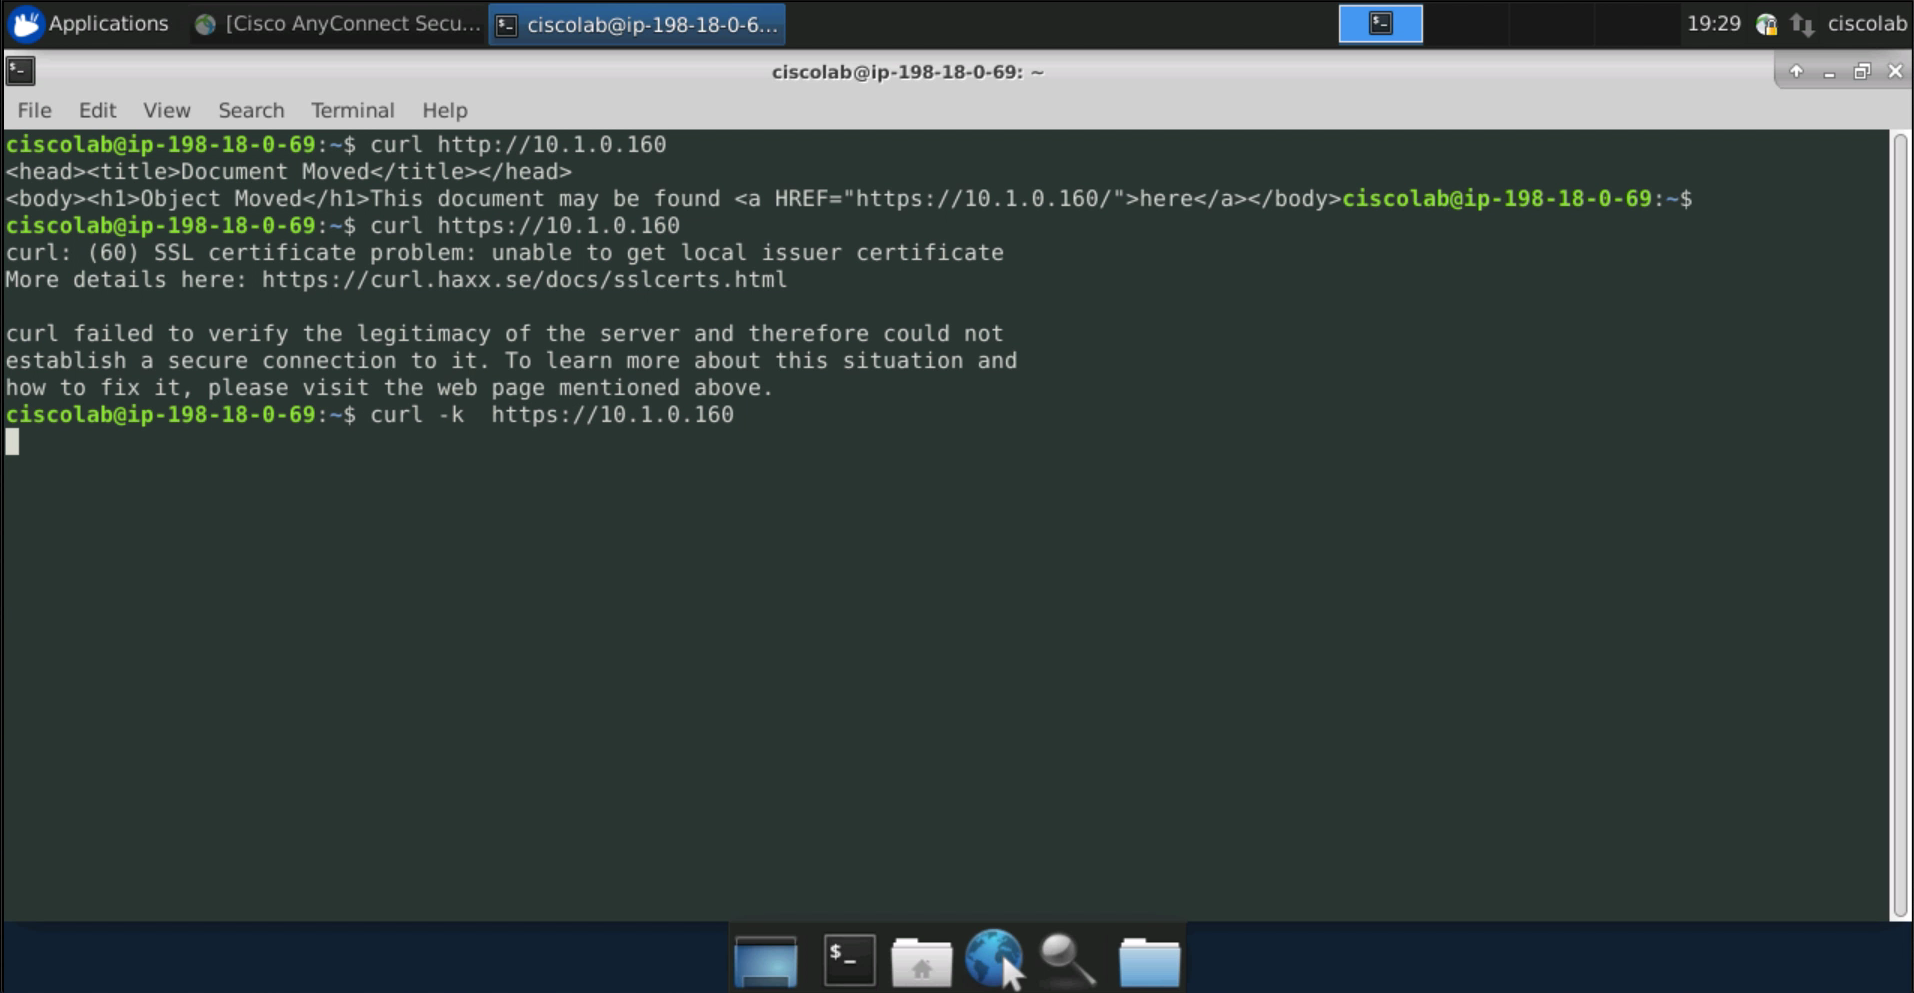 Applications [Cisco AnyConnect Secu... ciscolab@ip-198-18-0-6... 19:29 ciscolab
ciscolab@ip-198-18-0-69: ~
File Edit View Search Terminal Help
ciscolab@ip-198-18-0-69:~$ curl http://10.1.0.160
<head><title>Document Moved</title></head>
<body><h1>Object Moved</h1>This document may be found <a HREF="https://10.1.0.160/">here</a></body>ciscolab@ip-198-18-0-69:~$
ciscolab@ip-198-18-0-69:~$ curl https://10.1.0.160
curl: (60) SSL certificate problem: unable to get local issuer certificate
More details here: https://curl.haxx.se/docs/sslcerts.html
curl failed to verify the legitimacy of the server and therefore could not
establish a secure connection to it. To learn more about this situation and
how to fix it, please visit the web page mentioned above.
ciscolab@ip-198-18-0-69:~$ curl -k  https://10.1.0.160
$_